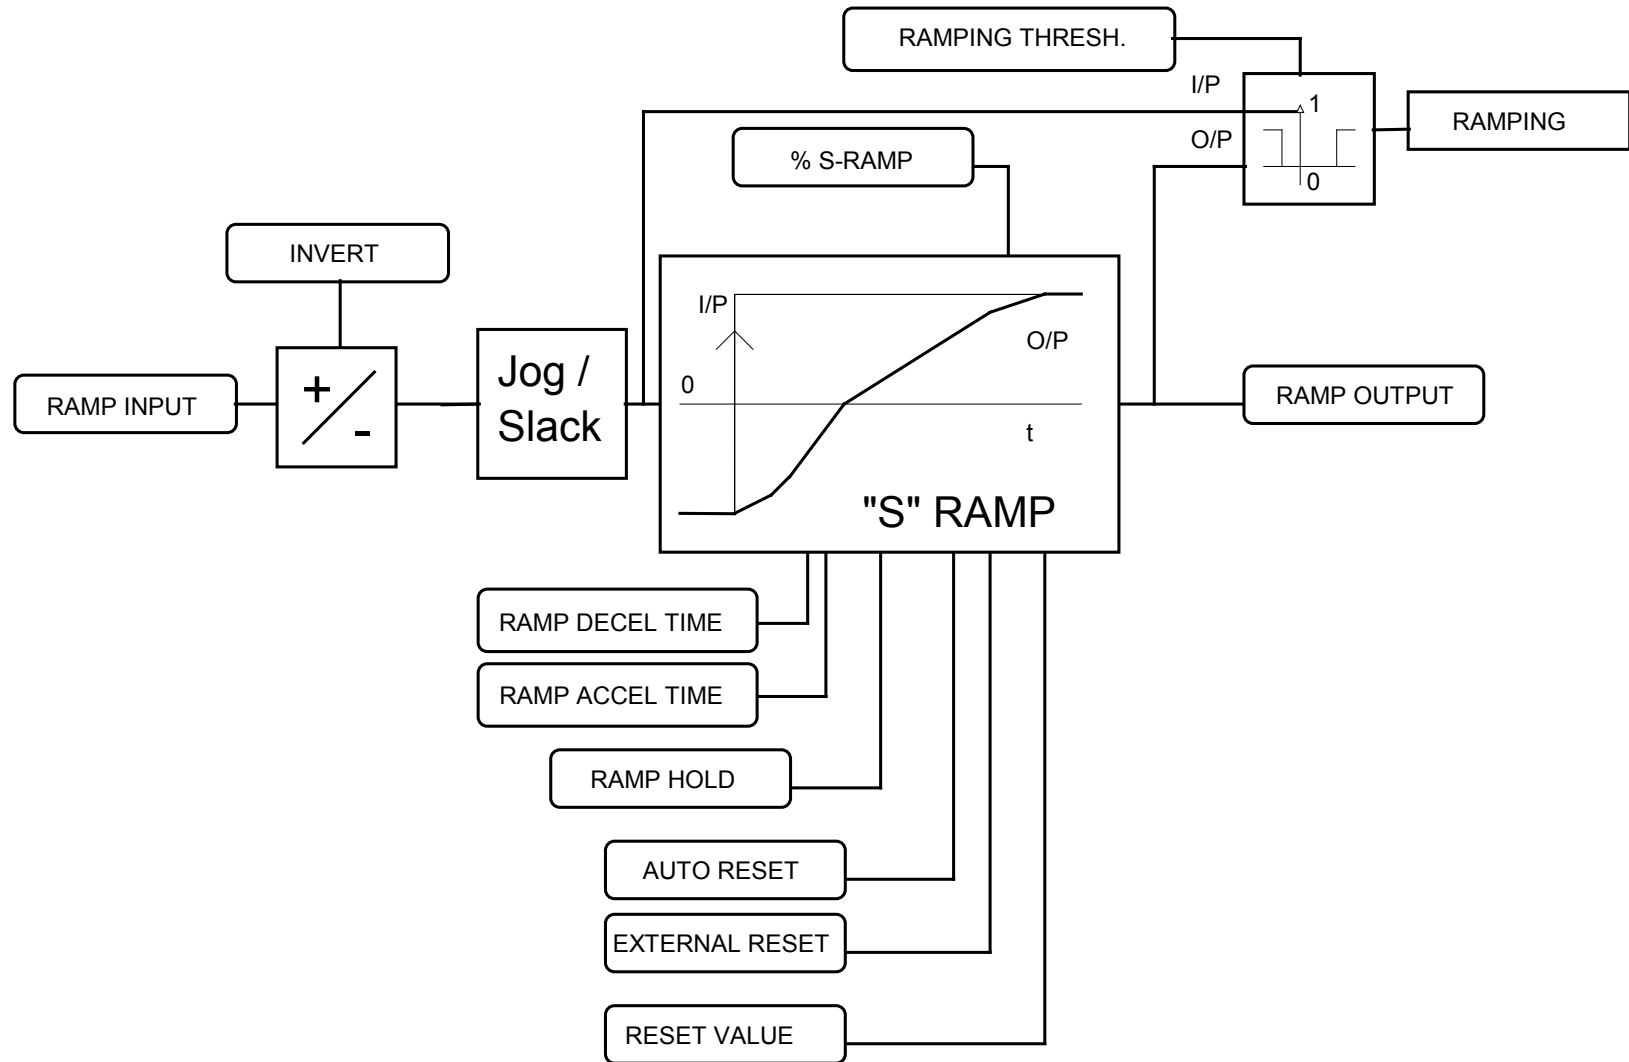 RAMPING THRESH.
I/P
1
RAMPING
O/P
0
% S-RAMP
INVERT
I/P
O/P
0
Jog /
Slack
+
-
RAMP INPUT
RAMP OUTPUT
t
"S" RAMP
RAMP DECEL TIME
RAMP ACCEL TIME
RAMP HOLD
AUTO RESET
EXTERNAL RESET
RESET VALUE